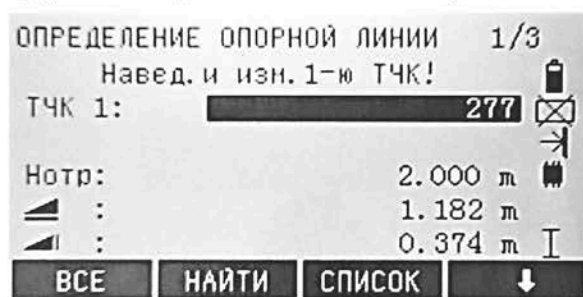 ОПРЕДЕЛЕНИЕ ОПОРНОЙ ЛИНИИ 1/3
Навед.и изм.1-ю ТЧК!
ТЧК 1: 277
Hотр: 2.000 m
: 1.182 m
: 0.374 m
ВСЕ НАЙТИ СПИСОК